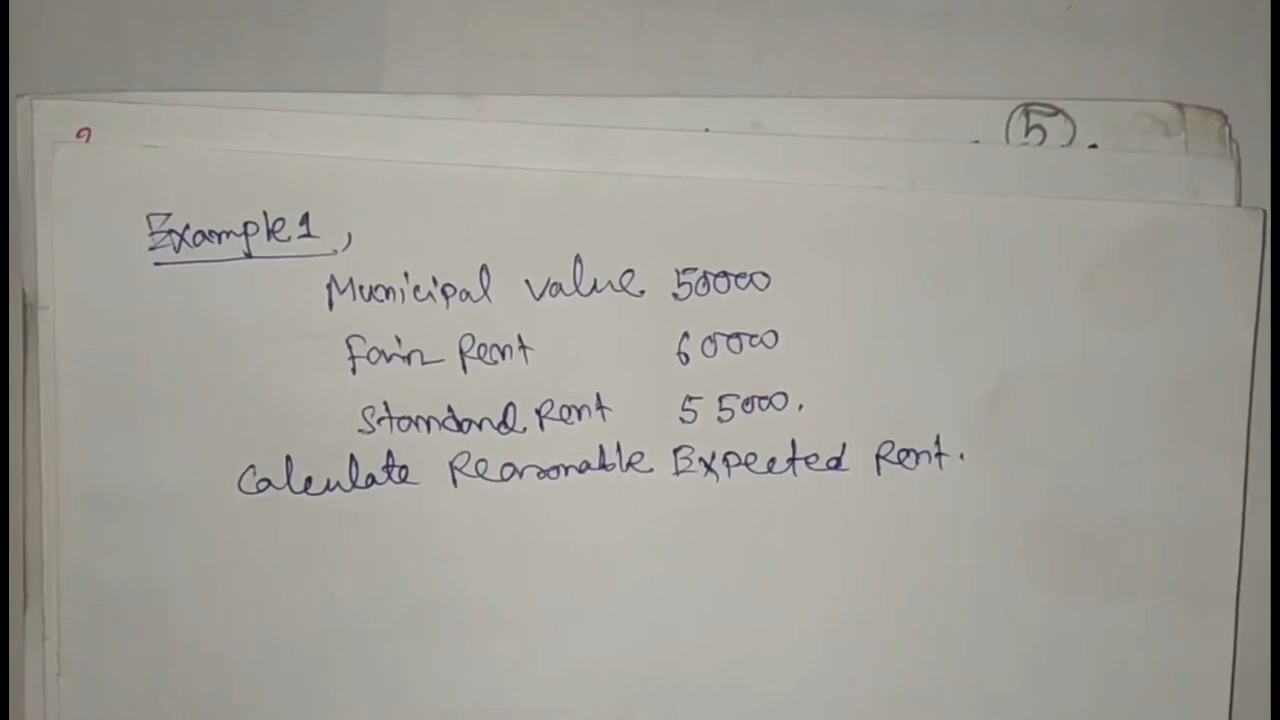 5
Example 1,
Municipal value 50000
Fair Rent 60000
Standard Rent 55000.
Calculate Reasonable Expected Rent.